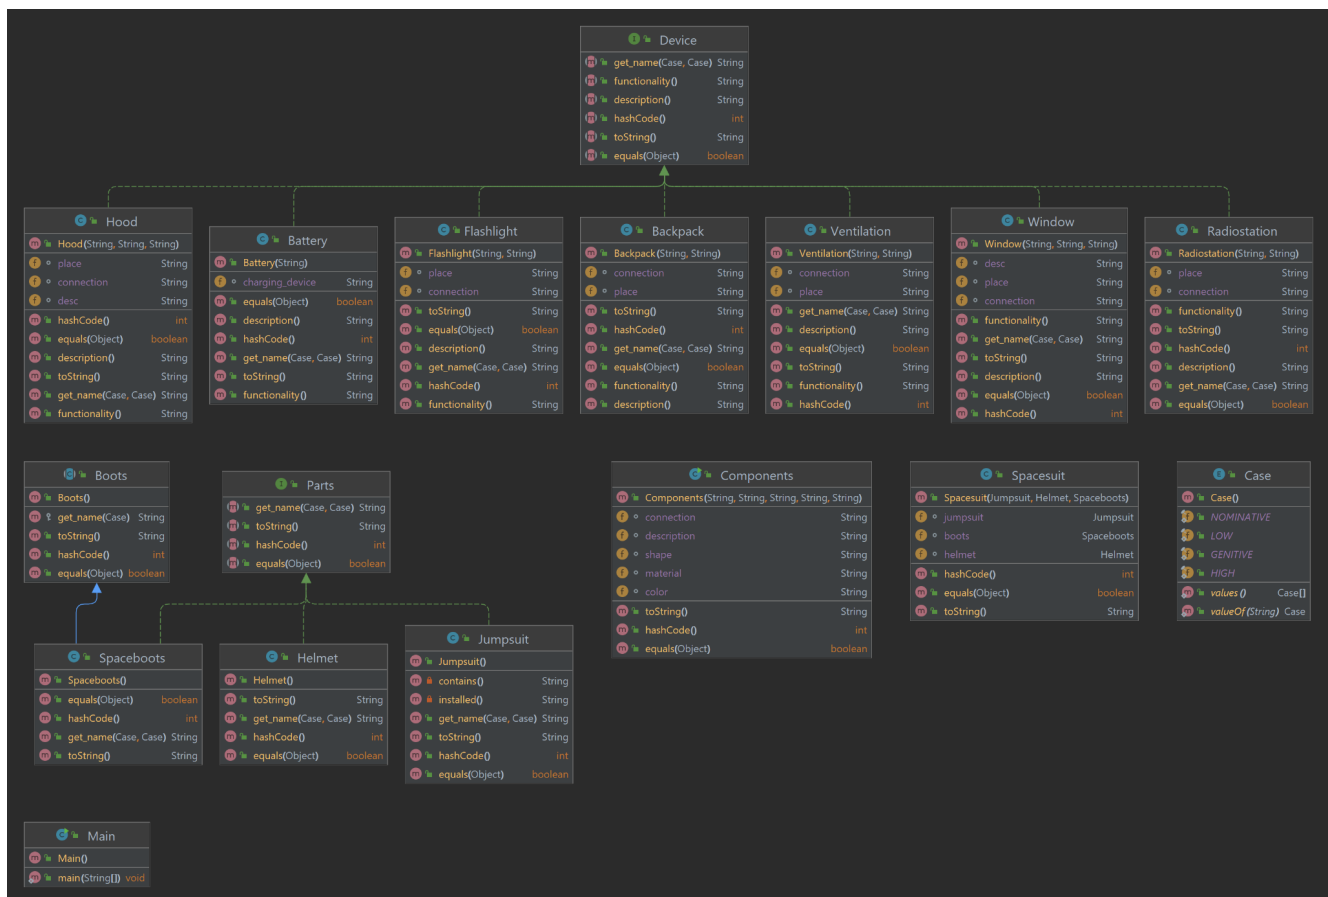 Device
get_name(Case, Case) String
functionality() String
description() String
hashCode() int
toString() String
equals(Object) boolean
Hood
Hood(String, String, String)
place String
connection String
desc String
hashCode() int
equals(Object) boolean
description() String
toString() String
get_name(Case, Case) String
functionality() String
Battery
Battery(String)
charging_device String
equals(Object) boolean
description() String
hashCode() int
get_name(Case, Case) String
toString() String
functionality() String
Flashlight
Flashlight(String, String)
place String
connection String
toString() String
equals(Object) boolean
description() String
get_name(Case, Case) String
hashCode() int
functionality() String
Backpack
Backpack(String, String)
connection String
place String
toString() String
hashCode() int
get_name(Case, Case) String
equals(Object) boolean
functionality() String
description() String
Ventilation
Ventilation(String, String)
connection String
place String
get_name(Case, Case) String
description() String
equals(Object) boolean
toString() String
functionality() String
hashCode() int
Window
Window(String, String, String)
desc String
place String
connection String
functionality() String
get_name(Case, Case) String
toString() String
description() String
equals(Object) boolean
hashCode() int
Radiostation
Radiostation(String, String)
place String
connection String
functionality() String
toString() String
hashCode() int
description() String
get_name(Case, Case) String
equals(Object) boolean
Boots
Boots()
get_name(Case) String
toString() String
hashCode() int
equals(Object) boolean
Parts
get_name(Case, Case) String
toString() String
hashCode() int
equals(Object) boolean
Components
Components(String, String, String, String, String)
connection String
description String
shape String
material String
color String
toString() String
hashCode() int
equals(Object) boolean
Spacesuit
Spacesuit(Jumpsuit, Helmet, Spaceboots)
jumpsuit Jumpsuit
boots Spaceboots
helmet Helmet
hashCode() int
equals(Object) boolean
toString() String
Case
Case()
NOMINATIVE
LOW
GENITIVE
HIGH
values() Case[]
valueOf(String) Case
Spaceboots
Spaceboots()
equals(Object) boolean
hashCode() int
get_name(Case, Case) String
toString() String
Helmet
Helmet()
toString() String
get_name(Case, Case) String
hashCode() int
equals(Object) boolean
Jumpsuit
Jumpsuit()
contains() String
installed() String
get_name(Case, Case) String
toString() String
hashCode() int
equals(Object) boolean
Main
Main()
main(String[]) void